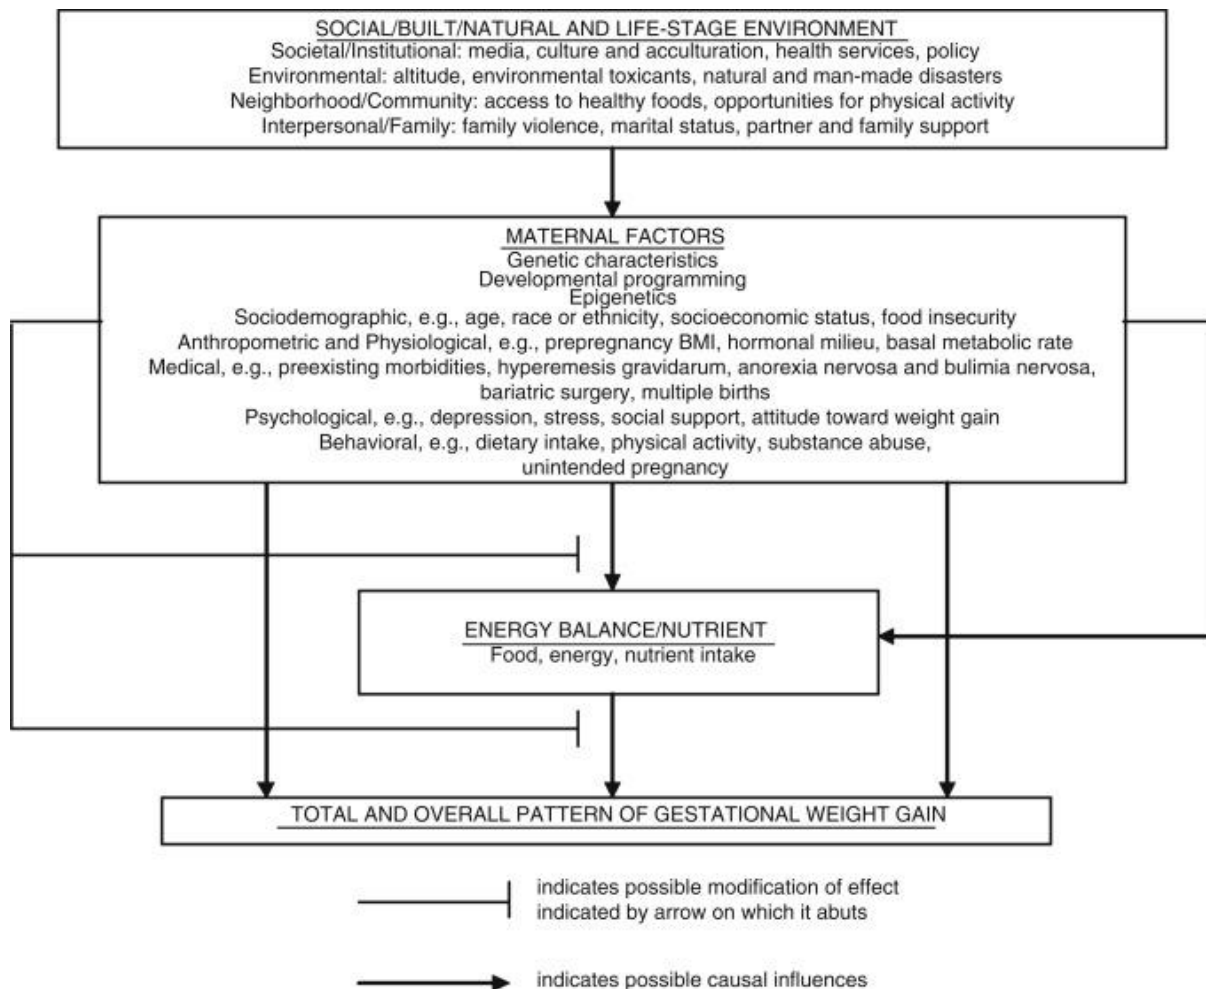 SOCIAL/BUILT/NATURAL AND LIFE-STAGE ENVIRONMENT
Societal/Institutional: media, culture and acculturation, health services, policy
Environmental: altitude, environmental toxicants, natural and man-made disasters
Neighborhood/Community: access to healthy foods, opportunities for physical activity
Interpersonal/Family: family violence, marital status, partner and family support
MATERNAL FACTORS
Genetic characteristics
Developmental programming
Epigenetics
Sociodemographic, e.g., age, race or ethnicity, socioeconomic status, food insecurity
Anthropometric and Physiological, e.g., prepregnancy BMI, hormonal milieu, basal metabolic rate
Medical, e.g., preexisting morbidities, hyperemesis gravidarum, anorexia nervosa and bulimia nervosa,
bariatric surgery, multiple births
Psychological, e.g., depression, stress, social support, attitude toward weight gain
Behavioral, e.g., dietary intake, physical activity, substance abuse,
unintended pregnancy
ENERGY BALANCE/NUTRIENT
Food, energy, nutrient intake
TOTAL AND OVERALL PATTERN OF GESTATIONAL WEIGHT GAIN
indicates possible modification of effect
indicated by arrow on which it abuts
indicates possible causal influences